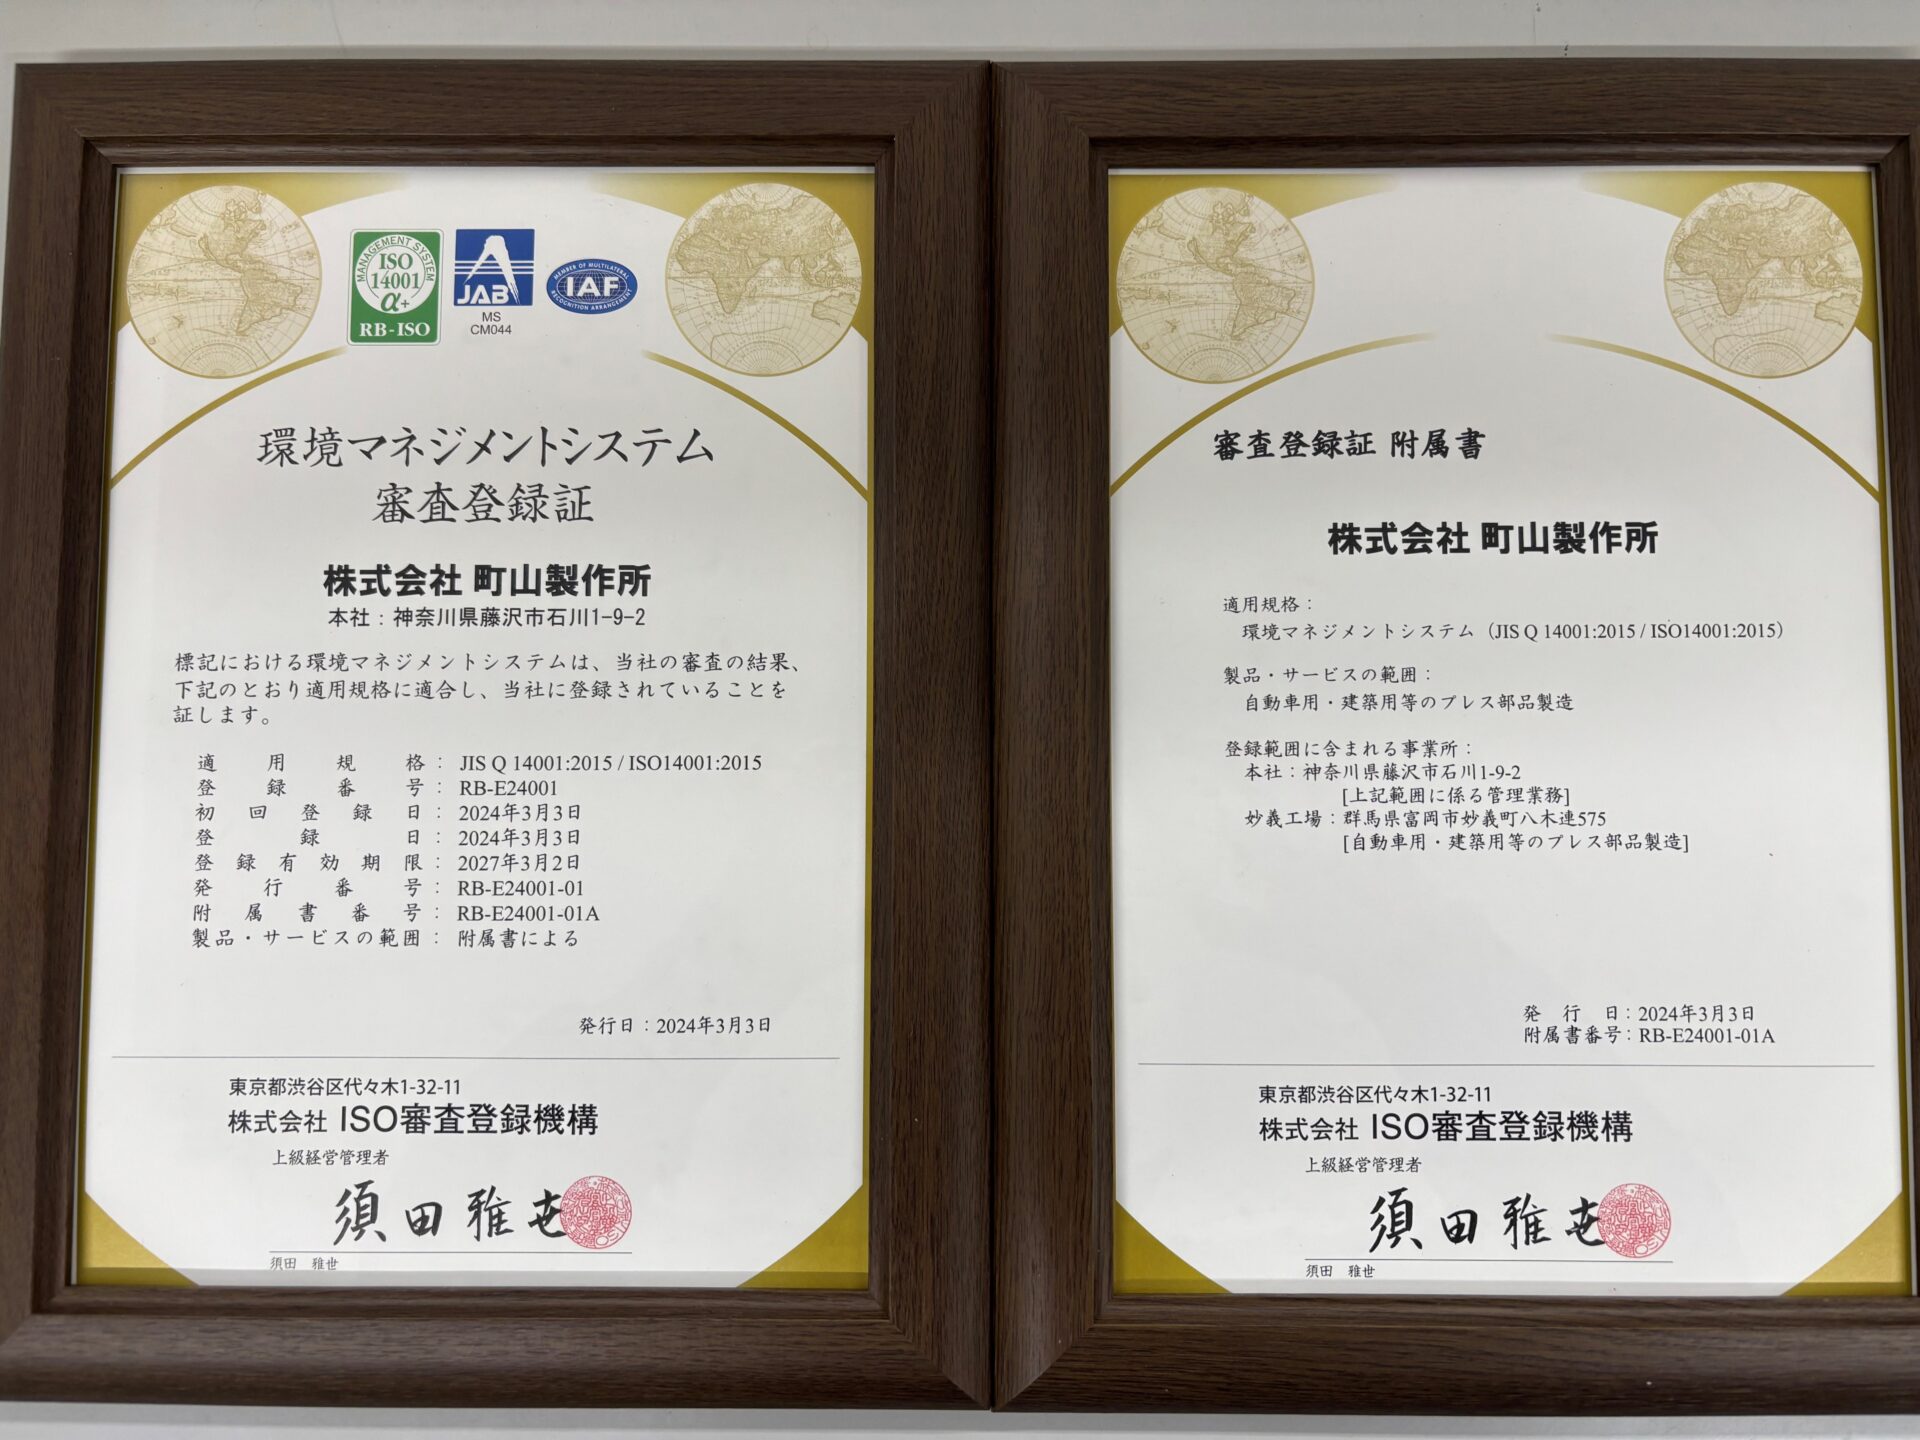 MANAGEMENT SYSTEM
ISO
14001
α+
RB-ISO
JAB
MS
CM044
MEMBER OF MULTILATERAL
IAF
RECOGNITION ARRANGEMENT
環境マネジメントシステム
審査登録証
株式会社 町山製作所
本社：神奈川県藤沢市石川1-9-2
標記における環境マネジメントシステムは、当社の審査の結果、
下記のとおり適用規格に適合し、当社に登録されていることを
証します。
適用規格： JIS Q 14001:2015 / ISO14001:2015
登録番号： RB-E24001
初回登録日： 2024年3月3日
登録日： 2024年3月3日
登録有効期限： 2027年3月2日
発行番号： RB-E24001-01
附属書番号： RB-E24001-01A
製品・サービスの範囲： 附属書による
発行日：2024年3月3日
東京都渋谷区代々木1-32-11
株式会社 ISO審査登録機構
上級経営管理者
須田雅世
須田 雅世
審査登録証 附属書
株式会社 町山製作所
適用規格：
環境マネジメントシステム（JIS Q 14001:2015 / ISO14001:2015）
製品・サービスの範囲：
自動車用・建築用等のプレス部品製造
登録範囲に含まれる事業所：
本社：神奈川県藤沢市石川1-9-2
[上記範囲に係る管理業務]
妙義工場：群馬県富岡市妙義町八木連575
[自動車用・建築用等のプレス部品製造]
発行日：2024年3月3日
附属書番号：RB-E24001-01A
東京都渋谷区代々木1-32-11
株式会社 ISO審査登録機構
上級経営管理者
須田雅世
須田 雅世